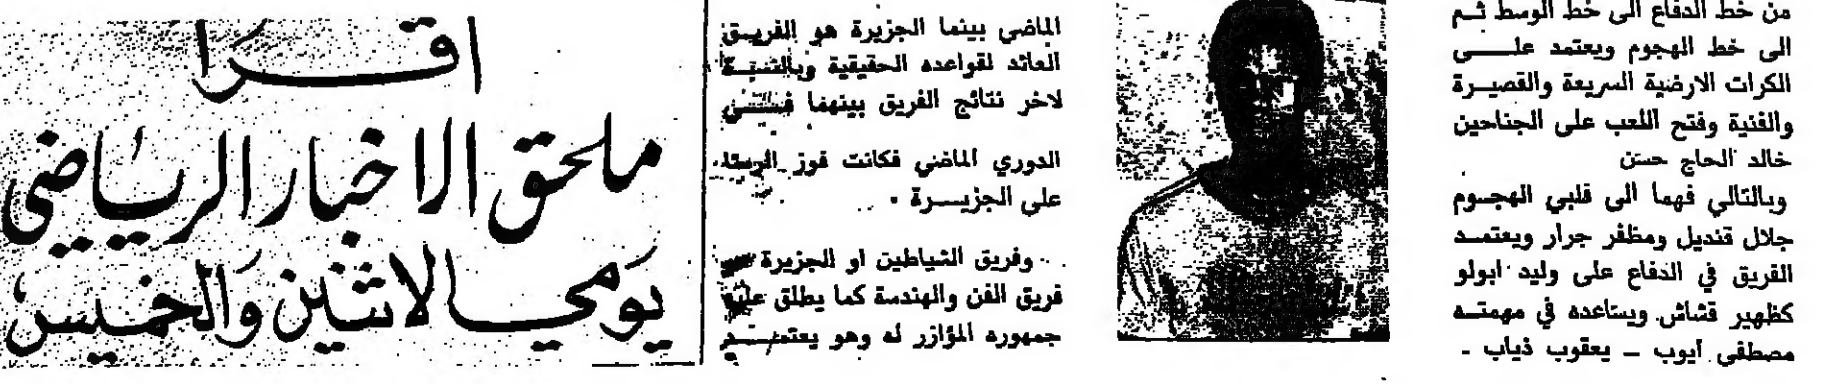 من خط الدفاع الى خط الوسط ثم
الى خط الهجوم ويعتمد على
الكرات الارضية السريعة والقصيرة
والفنية وفتح اللعب على الجناحين
خالد الحاج حسن
وبالتالي فهما الى قلبي الهجوم
جلال قنديل ومظفر جرار ويعتمد
الفريق في الدفاع على وليد ابولو
كظهير قشاش. ويساعده في مهمته
مصطفى أيوب - يعقوب ذياب -
الماضي بينما الجزيرة هو الفريق
العائد لقواعده الحقيقية وبالنسبة
لاخر نتائج الفريق بينهما في
الدوري الماضي فكانت فوز
على الجزيرة .
وفريق الشياطين او الجزيرة
فريق الفن والهندسة كما يطلق عليه
جمهوره المؤازر له وهو يعتمد
اقرأ
ملحق الاخبار الرياضي
يومي الاثنين والخميس